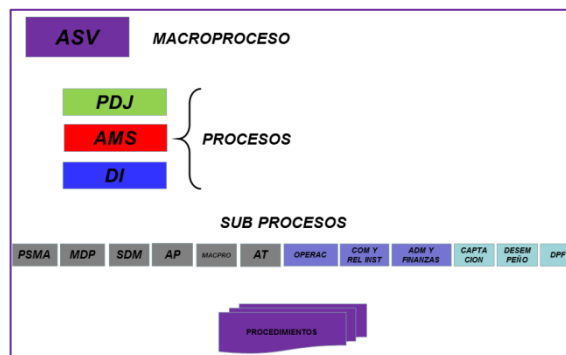 ASV MACROPROCESO
PDJ
AMS
PROCESOS
DI
SUB PROCESOS
PSMA
MDP
SDM
AP
MACPRO
AT
OPERAC
COM Y
REL INST
ADM Y
FINANZAS
CAPTA
CION
DESEM
PEÑO
DPF
PROCEDIMIENTOS